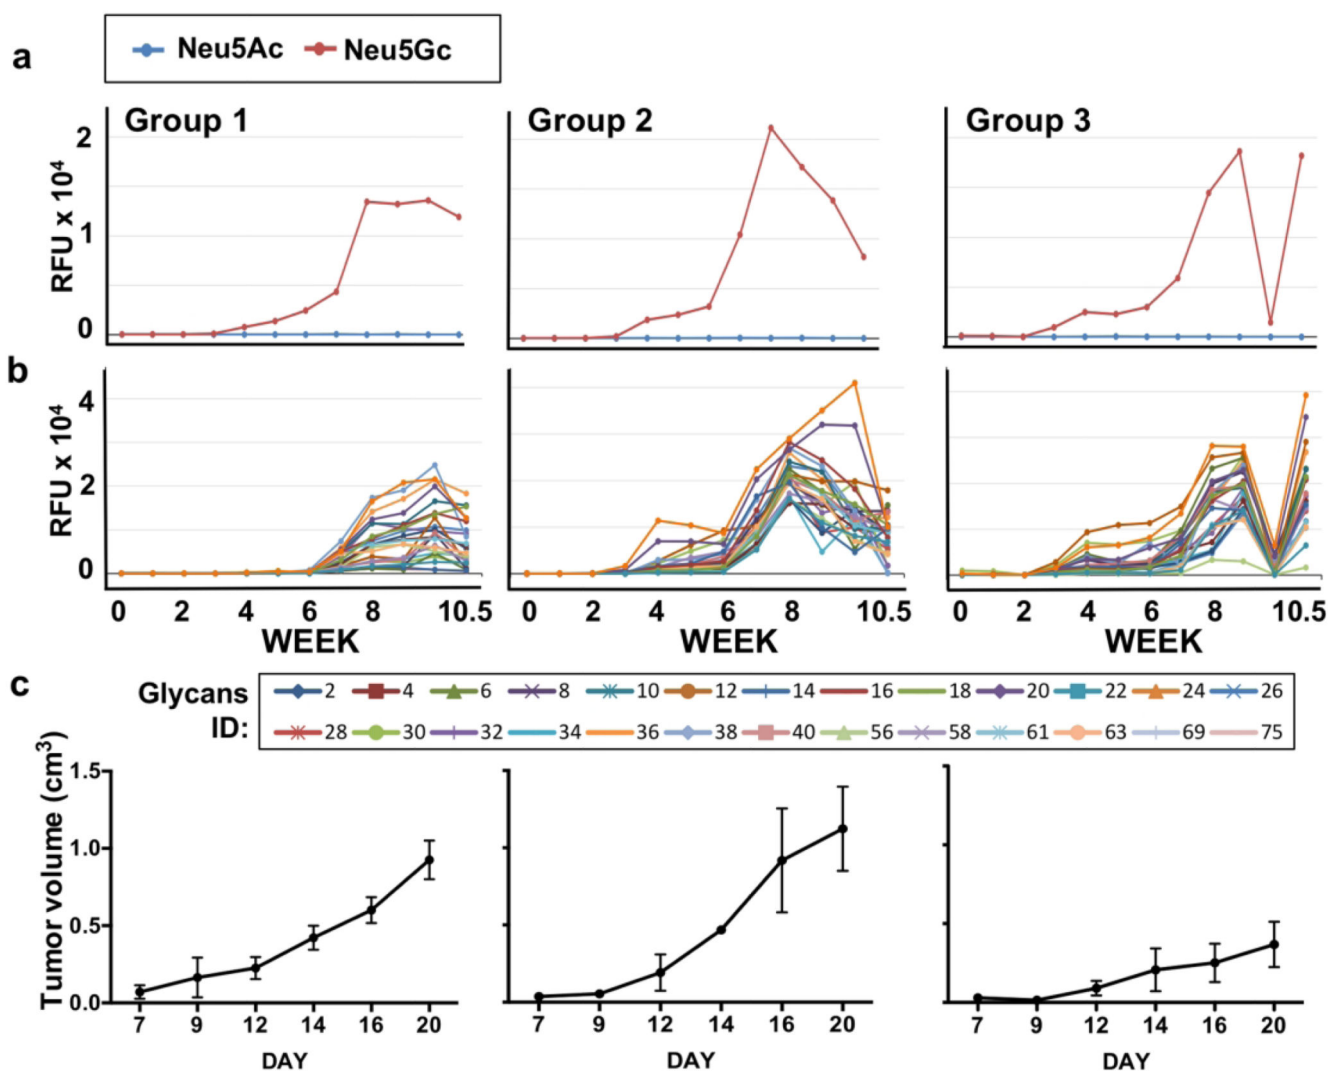 a
Neu5Ac Neu5Gc
Group 1 Group 2 Group 3
RFU x 10⁴
2
1
0
b
RFU x 10⁴
4
2
0
0 2 4 6 8 10.5 0 2 4 6 8 10.5 0 2 4 6 8 10.5
WEEK WEEK WEEK
c
Glycans ID:
2 4 6 8 10 12 14 16 18 20 22 24 26
28 30 32 34 36 38 40 56 58 61 63 69 75
Tumor volume (cm³)
1.5
1.0
0.5
0.0
7 9 12 14 16 20 7 9 12 14 16 20 7 9 12 14 16 20
DAY DAY DAY